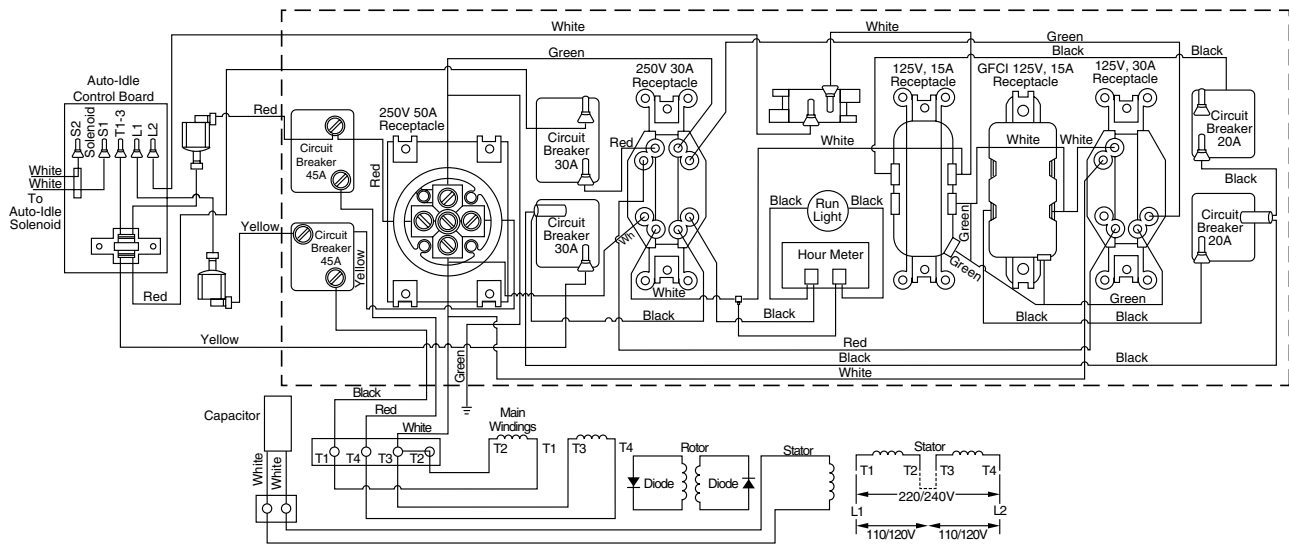 White
White
Green
Green
Black
Black
Auto-Idle
Control Board
S2
Solenoid
S1
T1-3
L1
L2
White
White
To
Auto-Idle
Solenoid
Red
Red
Yellow
Yellow
Circuit
Breaker
45A
Circuit
Breaker
45A
Yellow
Red
250V 50A
Receptacle
Circuit
Breaker
30A
Circuit
Breaker
30A
250V 30A
Receptacle
Red
Wh
White
Black
White
Black
Run
Light
Black
Hour Meter
125V, 15A
Receptacle
Green
Green
GFCI 125V, 15A
Receptacle
White
White
125V, 30A
Receptacle
Circuit
Breaker
20A
Black
Circuit
Breaker
20A
Green
Black
Black
Red
Black
Black
White
Green
Black
Red
White
Capacitor
White
White
T1
T4
T3
T2
Main
Windings
T2
T1
T3
T4
Rotor
Diode
Diode
Stator
Stator
T1
T2
T3
T4
220/240V
L1
L2
110/120V
110/120V